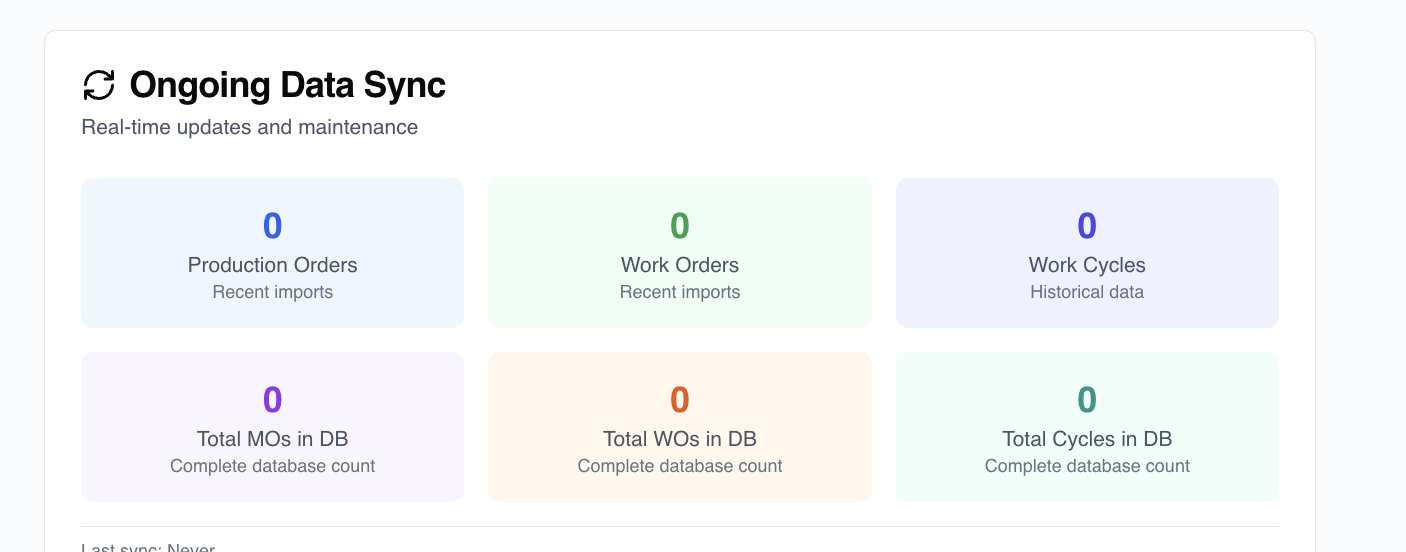 Ongoing Data Sync
Real-time updates and maintenance
0
Production Orders
Recent imports
0
Work Orders
Recent imports
0
Work Cycles
Historical data
0
Total MOs in DB
Complete database count
0
Total WOs in DB
Complete database count
0
Total Cycles in DB
Complete database count
Last sync: Never